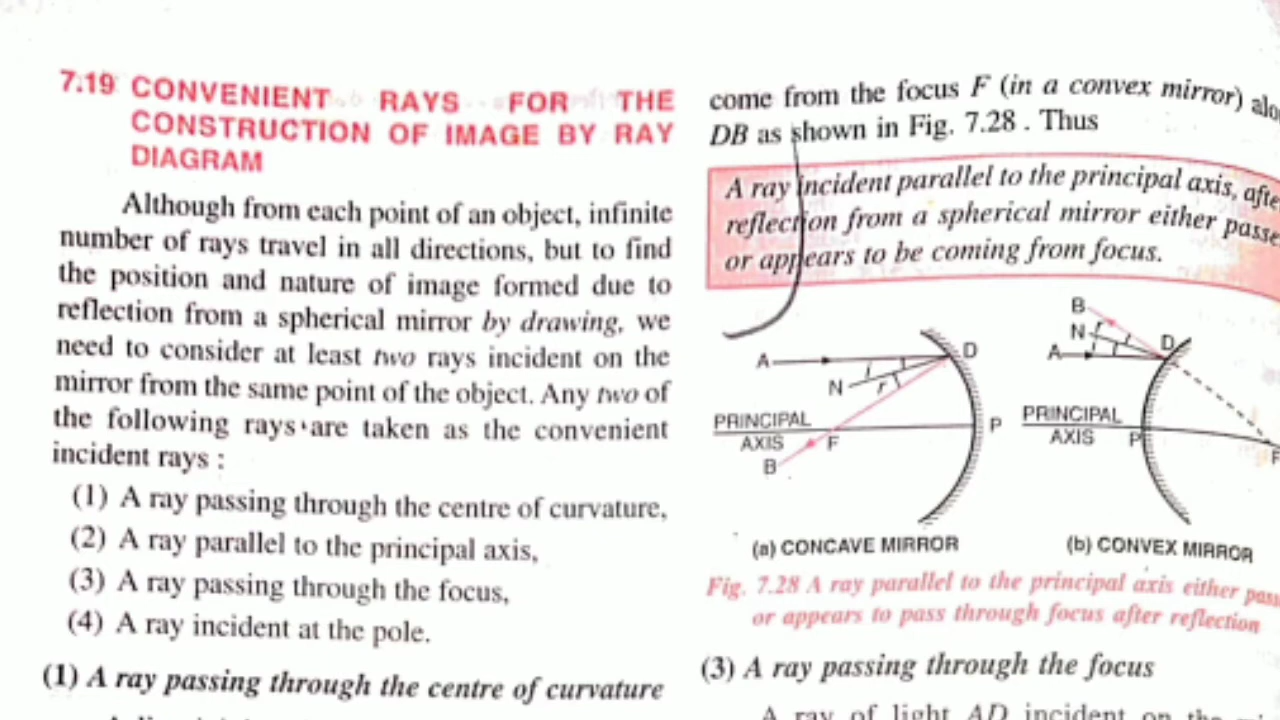 7.19 CONVENIENT RAYS FOR THE
CONSTRUCTION OF IMAGE BY RAY
DIAGRAM
Although from each point of an object, infinite
number of rays travel in all directions, but to find
the position and nature of image formed due to
reflection from a spherical mirror by drawing, we
need to consider at least two rays incident on the
mirror from the same point of the object. Any two of
the following rays are taken as the convenient
incident rays :
(1) A ray passing through the centre of curvature,
(2) A ray parallel to the principal axis,
(3) A ray passing through the focus,
(4) A ray incident at the pole.
(1) A ray passing through the centre of curvature
come from the focus F (in a convex mirror)
DB as shown in Fig. 7.28 . Thus
A ray incident parallel to the principal axis,
reflection from a spherical mirror either
or appears to be coming from focus.
A
N
i
r
D
PRINCIPAL
AXIS
F
P
B
B
N
A
D
r
i
PRINCIPAL
AXIS
P
F
(a) CONCAVE MIRROR
(b) CONVEX MIRROR
Fig. 7.28 A ray parallel to the principal axis either
or appears to pass through focus after reflection
(3) A ray passing through the focus
A ray of light AD incident on the